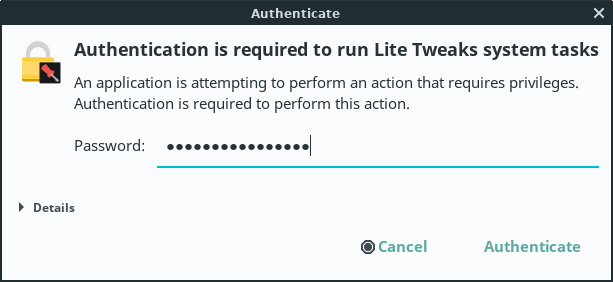 Authenticate
Authentication is required to run Lite Tweaks system tasks
An application is attempting to perform an action that requires privileges.
Authentication is required to perform this action.
Password: ••••••••••••••••
Details
Cancel Authenticate